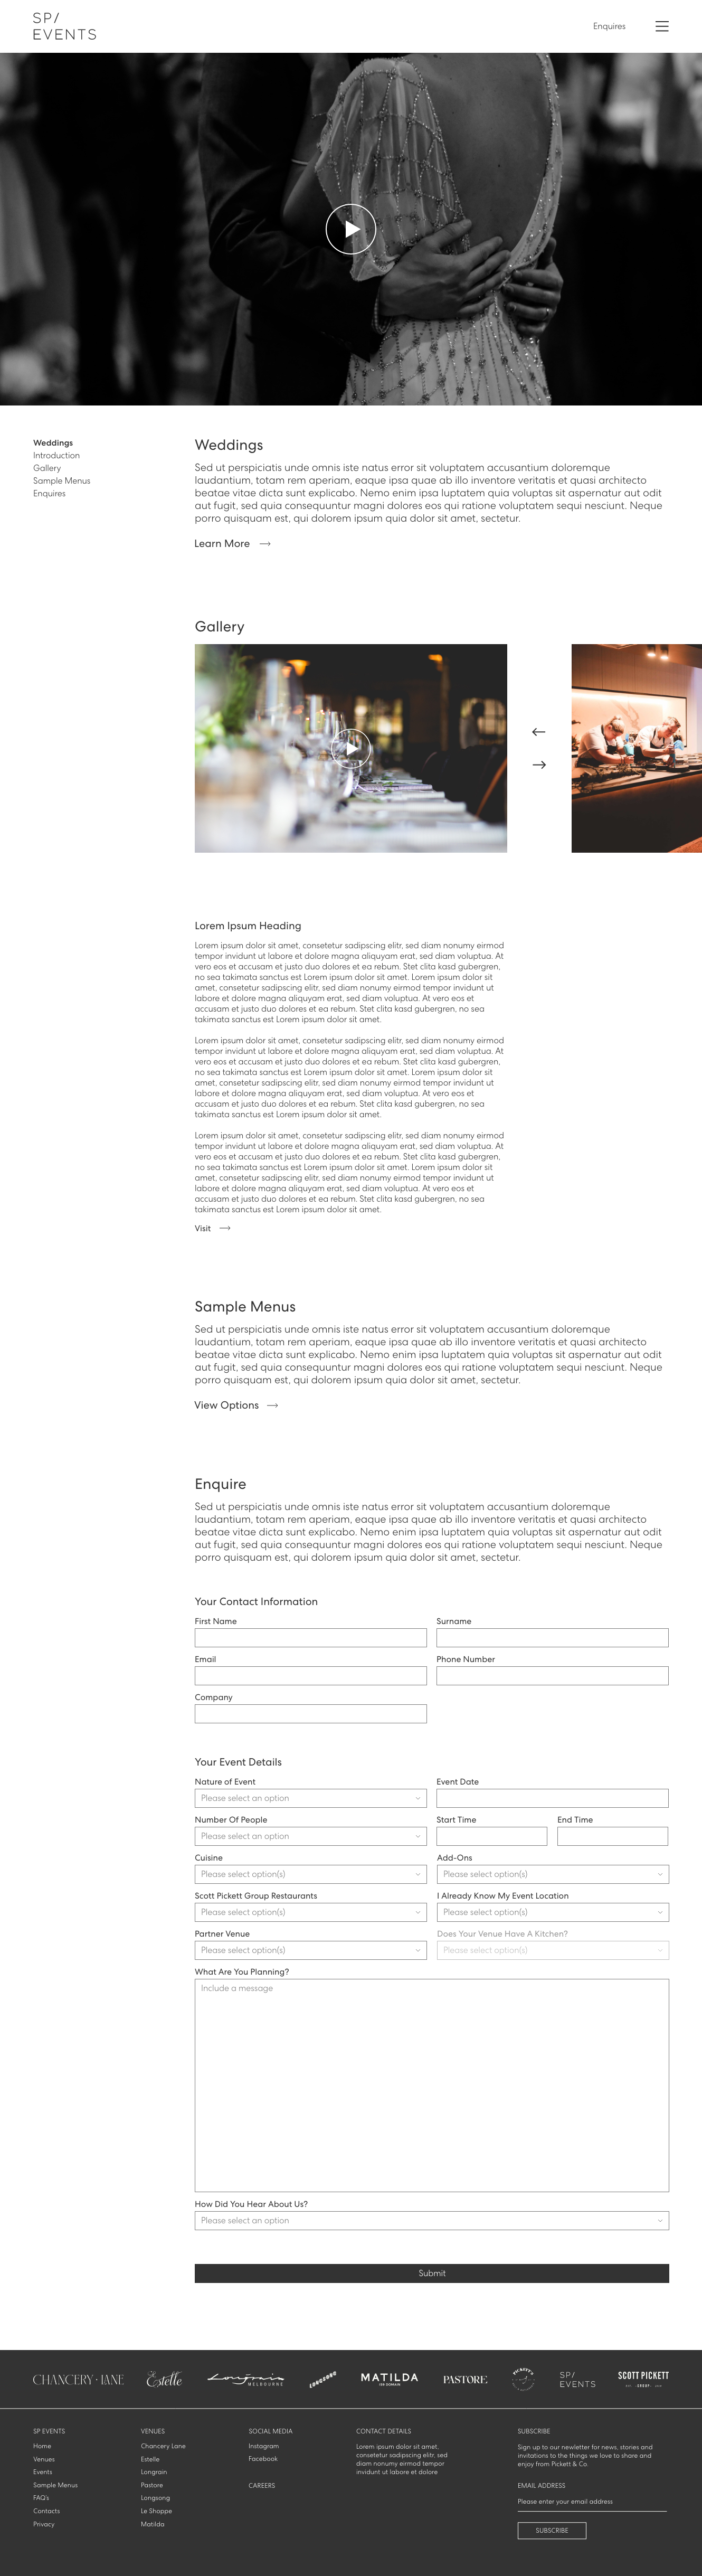 SP/
EVENTS
Enquires
Weddings
Introduction
Gallery
Sample Menus
Enquires
Weddings
Sed ut perspiciatis unde omnis iste natus error sit voluptatem accusantium doloremque
laudantium, totam rem aperiam, eaque ipsa quae ab illo inventore veritatis et quasi architecto
beatae vitae dicta sunt explicabo. Nemo enim ipsa luptatem quia voluptas sit aspernatur aut odit
aut fugit, sed quia consequuntur magni dolores eos qui ratione voluptatem sequi nesciunt. Neque
porro quisquam est, qui dolorem ipsum quia dolor sit amet, sectetur.
Learn More
Gallery
Lorem Ipsum Heading
Lorem ipsum dolor sit amet, consetetur sadipscing elitr, sed diam nonumy eirmod
tempor invidunt ut labore et dolore magna aliquyam erat, sed diam voluptua. At
vero eos et accusam et justo duo dolores et ea rebum. Stet clita kasd gubergren,
no sea takimata sanctus est Lorem ipsum dolor sit amet. Lorem ipsum dolor sit
amet, consetetur sadipscing elitr, sed diam nonumy eirmod tempor invidunt ut
labore et dolore magna aliquyam erat, sed diam voluptua. At vero eos et
accusam et justo duo dolores et ea rebum. Stet clita kasd gubergren, no sea
takimata sanctus est Lorem ipsum dolor sit amet.
Lorem ipsum dolor sit amet, consetetur sadipscing elitr, sed diam nonumy eirmod
tempor invidunt ut labore et dolore magna aliquyam erat, sed diam voluptua. At
vero eos et accusam et justo duo dolores et ea rebum. Stet clita kasd gubergren,
no sea takimata sanctus est Lorem ipsum dolor sit amet. Lorem ipsum dolor sit
amet, consetetur sadipscing elitr, sed diam nonumy eirmod tempor invidunt ut
labore et dolore magna aliquyam erat, sed diam voluptua. At vero eos et
accusam et justo duo dolores et ea rebum. Stet clita kasd gubergren, no sea
takimata sanctus est Lorem ipsum dolor sit amet.
Lorem ipsum dolor sit amet, consetetur sadipscing elitr, sed diam nonumy eirmod
tempor invidunt ut labore et dolore magna aliquyam erat, sed diam voluptua. At
vero eos et accusam et justo duo dolores et ea rebum. Stet clita kasd gubergren,
no sea takimata sanctus est Lorem ipsum dolor sit amet. Lorem ipsum dolor sit
amet, consetetur sadipscing elitr, sed diam nonumy eirmod tempor invidunt ut
labore et dolore magna aliquyam erat, sed diam voluptua. At vero eos et
accusam et justo duo dolores et ea rebum. Stet clita kasd gubergren, no sea
takimata sanctus est Lorem ipsum dolor sit amet.
Visit
Sample Menus
Sed ut perspiciatis unde omnis iste natus error sit voluptatem accusantium doloremque
laudantium, totam rem aperiam, eaque ipsa quae ab illo inventore veritatis et quasi architecto
beatae vitae dicta sunt explicabo. Nemo enim ipsa luptatem quia voluptas sit aspernatur aut odit
aut fugit, sed quia consequuntur magni dolores eos qui ratione voluptatem sequi nesciunt. Neque
porro quisquam est, qui dolorem ipsum quia dolor sit amet, sectetur.
View Options
Enquire
Sed ut perspiciatis unde omnis iste natus error sit voluptatem accusantium doloremque
laudantium, totam rem aperiam, eaque ipsa quae ab illo inventore veritatis et quasi architecto
beatae vitae dicta sunt explicabo. Nemo enim ipsa luptatem quia voluptas sit aspernatur aut odit
aut fugit, sed quia consequuntur magni dolores eos qui ratione voluptatem sequi nesciunt. Neque
porro quisquam est, qui dolorem ipsum quia dolor sit amet, sectetur.
Your Contact Information
First Name Surname
Email Phone Number
Company
Your Event Details
Nature of Event Event Date
Please select an option
Number Of People Start Time End Time
Please select an option
Cuisine Add-Ons
Please select option(s) Please select option(s)
Scott Pickett Group Restaurants I Already Know My Event Location
Please select option(s) Please select option(s)
Partner Venue Does Your Venue Have A Kitchen?
Please select option(s) Please select option(s)
What Are You Planning?
Include a message
How Did You Hear About Us?
Please select an option
Submit
CHANCERY · LANE
Estelle
Longrain
MELBOURNE
LONGSONG
MATILDA
159 DOMAIN
PASTORE
PICKETT'S
SP/
EVENTS
SCOTT PICKETT
GROUP
SP EVENTS
Home
Venues
Events
Sample Menus
FAQ's
Contacts
Privacy
VENUES
Chancery Lane
Estelle
Longrain
Pastore
Longsong
Le Shoppe
Matilda
SOCIAL MEDIA
Instagram
Facebook
CAREERS
CONTACT DETAILS
Lorem ipsum dolor sit amet,
consetetur sadipscing elitr, sed
diam nonumy eirmod tempor
invidunt ut labore et dolore
SUBSCRIBE
Sign up to our newletter for news, stories and
invitations to the things we love to share and
enjoy from Pickett & Co.
EMAIL ADDRESS
Please enter your email address
SUBSCRIBE